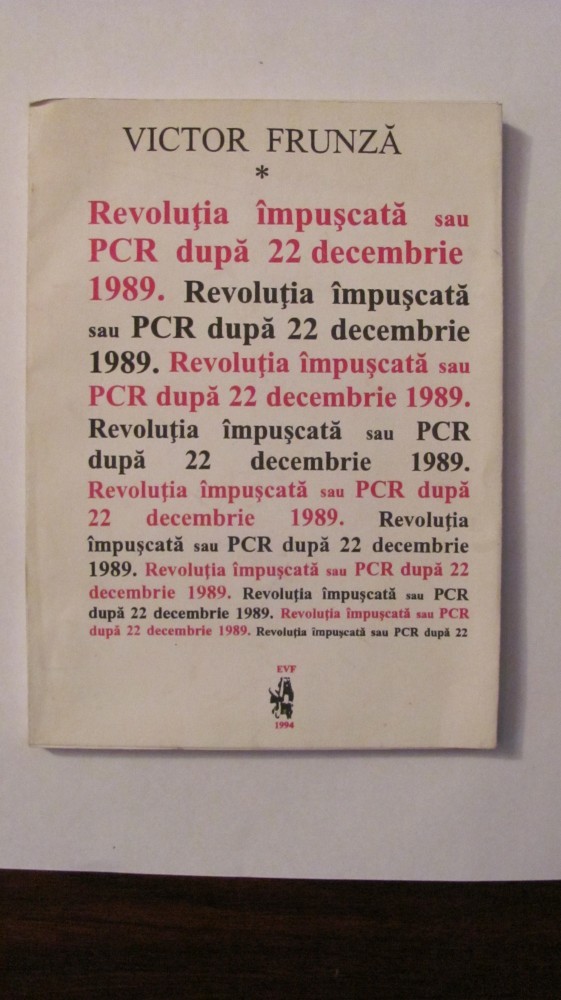 VICTOR FRUNZĂ
*
Revoluţia împuşcată sau
PCR după 22 decembrie
1989. Revoluţia împuşcată
sau PCR după 22 decembrie
1989. Revoluţia împuşcată sau
PCR după 22 decembrie 1989.
Revoluţia împuşcată sau PCR
după 22 decembrie 1989.
Revoluţia împuşcată sau PCR după
22 decembrie 1989. Revoluţia
împuşcată sau PCR după 22 decembrie
1989. Revoluţia împuşcată sau PCR după 22
decembrie 1989. Revoluţia împuşcată sau PCR
după 22 decembrie 1989. Revoluţia împuşcată sau PCR
după 22 decembrie 1989. Revoluţia împuşcată sau PCR după 22
EVF
1994